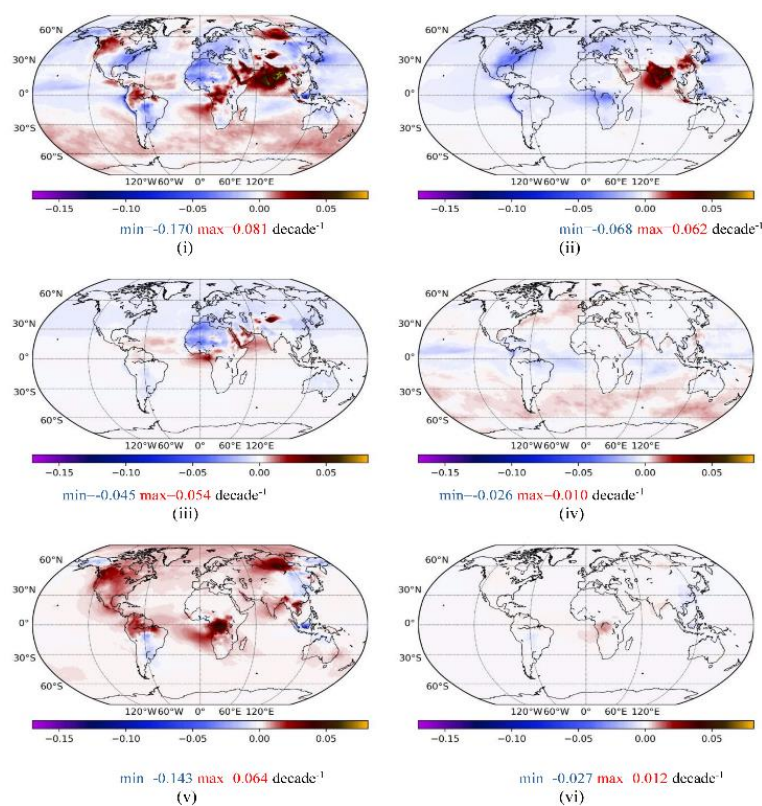 60°N 60°N
30°N 30°N
0° 0°
30°S 30°S
60°S 60°S
120°W 60°W 0° 60°E 120°E 120°W 60°W 0° 60°E 120°E
−0.15 −0.10 −0.05 0.00 0.05 −0.15 −0.10 −0.05 0.00 0.05
min=-0.170 max=0.081 decade⁻¹ min=-0.068 max=0.062 decade⁻¹
(i) (ii)
60°N 60°N
30°N 30°N
0° 0°
30°S 30°S
60°S 60°S
120°W 60°W 0° 60°E 120°E 120°W 60°W 0° 60°E 120°E
−0.15 −0.10 −0.05 0.00 0.05 −0.15 −0.10 −0.05 0.00 0.05
min=-0.045 max=0.054 decade⁻¹ min=-0.026 max=0.010 decade⁻¹
(iii) (iv)
60°N 60°N
30°N 30°N
0° 0°
30°S 30°S
60°S 60°S
120°W 60°W 0° 60°E 120°E 120°W 60°W 0° 60°E 120°E
−0.15 −0.10 −0.05 0.00 0.05 −0.15 −0.10 −0.05 0.00 0.05
min -0.143 max 0.064 decade⁻¹ min -0.027 max 0.012 decade⁻¹
(v) (vi)